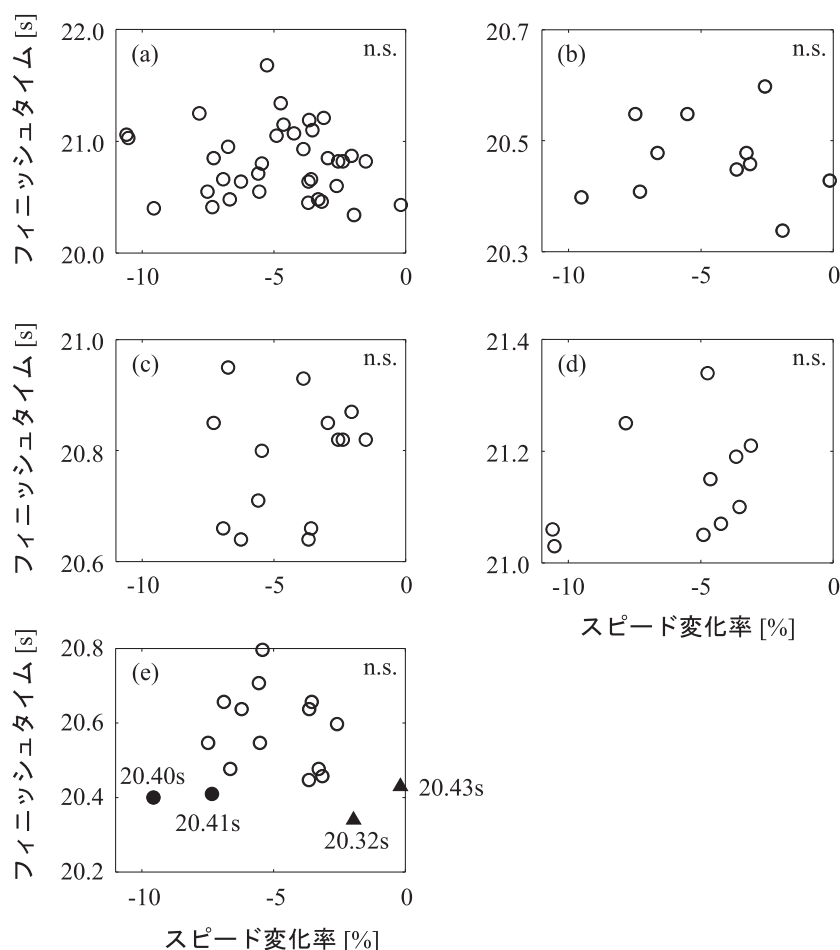 フィニッシュタイム [s]
22.0
21.0
20.0
(a)
n.s.
-10
-5
0
20.7
20.5
20.3
(b)
n.s.
-10
-5
0
フィニッシュタイム [s]
21.0
20.8
20.6
(c)
n.s.
-10
-5
0
21.4
21.2
21.0
(d)
n.s.
-10
-5
0
スピード変化率 [%]
フィニッシュタイム [s]
20.8
20.6
20.4
20.2
(e)
n.s.
20.40s
20.41s
20.32s
20.43s
-10
-5
0
スピード変化率 [%]